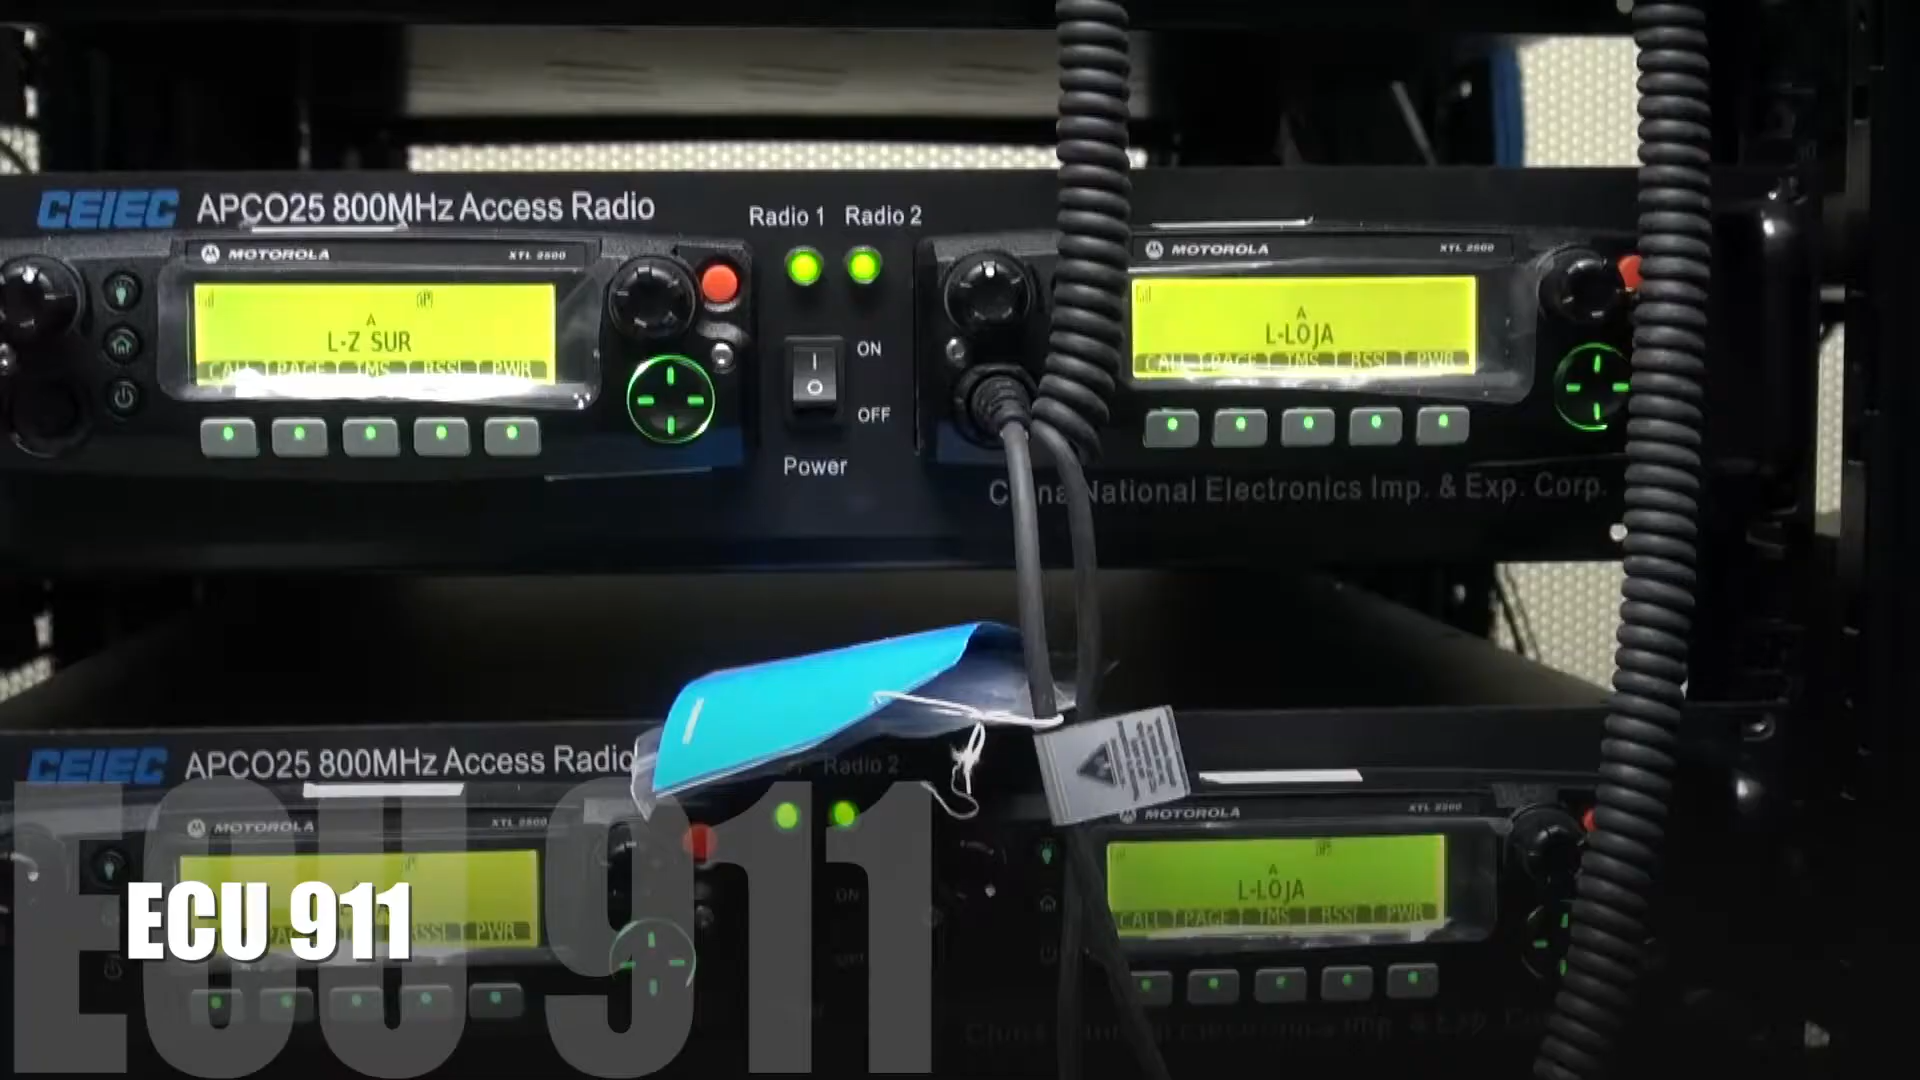 CEIEC APCO25 800MHz Access Radio
Radio 1 Radio 2
MOTOROLA XTL 2500
A
L-Z SUR
CALL PAGE TMS RSSI PWR
ON
OFF
Power
MOTOROLA XTL 2500
A
L-LOJA
CALL PAGE TMS RSSI PWR
China National Electronics Imp. & Exp. Corp.
CEIEC APCO25 800MHz Access Radio
Radio 2
MOTOROLA XTL 2500
RSSI PWR
ON
MOTOROLA XTL 2500
A
L-LOJA
CALL PAGE TMS RSSI PWR
ECU 911
ECU 911